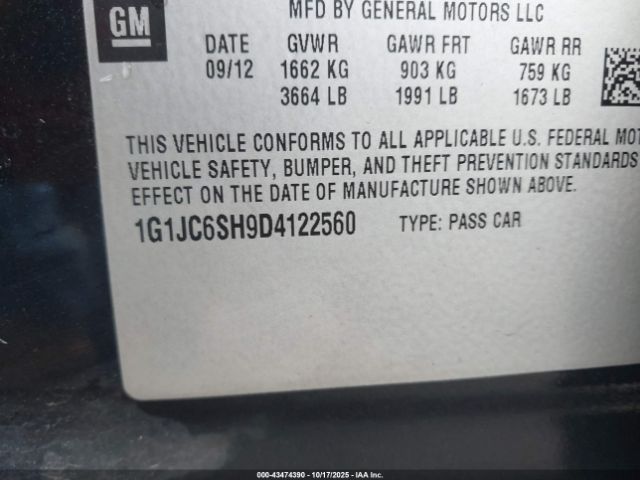 MFD BY GENERAL MOTORS LLC
GM
DATE GVWR GAWR FRT GAWR RR
09/12 1662 KG 903 KG 759 KG
3664 LB 1991 LB 1673 LB
THIS VEHICLE CONFORMS TO ALL APPLICABLE U.S. FEDERAL MOT
VEHICLE SAFETY, BUMPER, AND THEFT PREVENTION STANDARDS
EFFECT ON THE DATE OF MANUFACTURE SHOWN ABOVE.
1G1JC6SH9D4122560 TYPE: PASS CAR
000-43474390 - 10/17/2025 - IAA Inc.